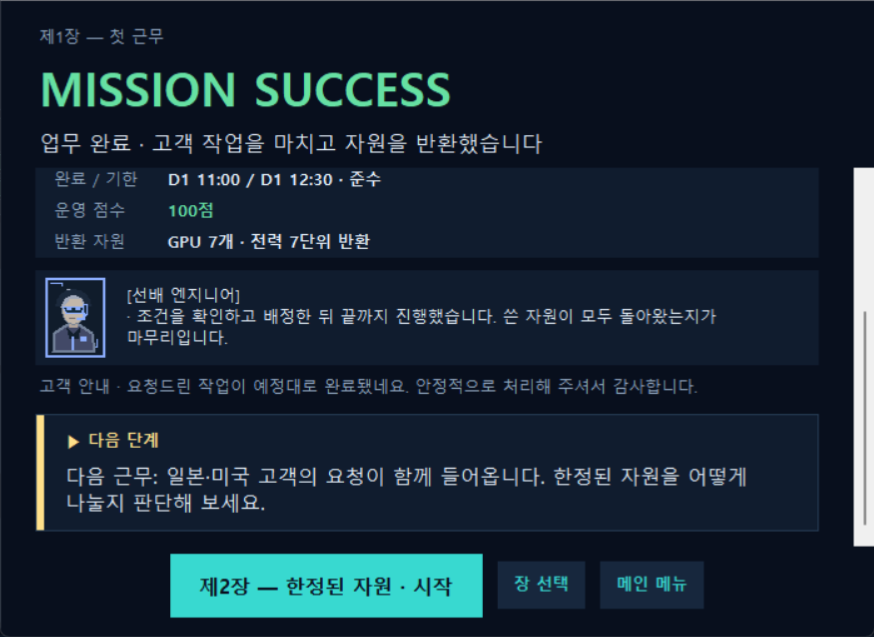 제1장 — 첫 근무
MISSION SUCCESS
업무 완료 · 고객 작업을 마치고 자원을 반환했습니다
완료 / 기한 D1 11:00 / D1 12:30 · 준수
운영 점수 100점
반환 자원 GPU 7개 · 전력 7단위 반환
[선배 엔지니어]
· 조건을 확인하고 배정한 뒤 끝까지 진행했습니다. 쓴 자원이 모두 돌아왔는지가
마무리입니다.
고객 안내 · 요청드린 작업이 예정대로 완료됐네요. 안정적으로 처리해 주셔서 감사합니다.
▶ 다음 단계
다음 근무: 일본·미국 고객의 요청이 함께 들어옵니다. 한정된 자원을 어떻게
나눌지 판단해 보세요.
제2장 — 한정된 자원 · 시작
장 선택
메인 메뉴